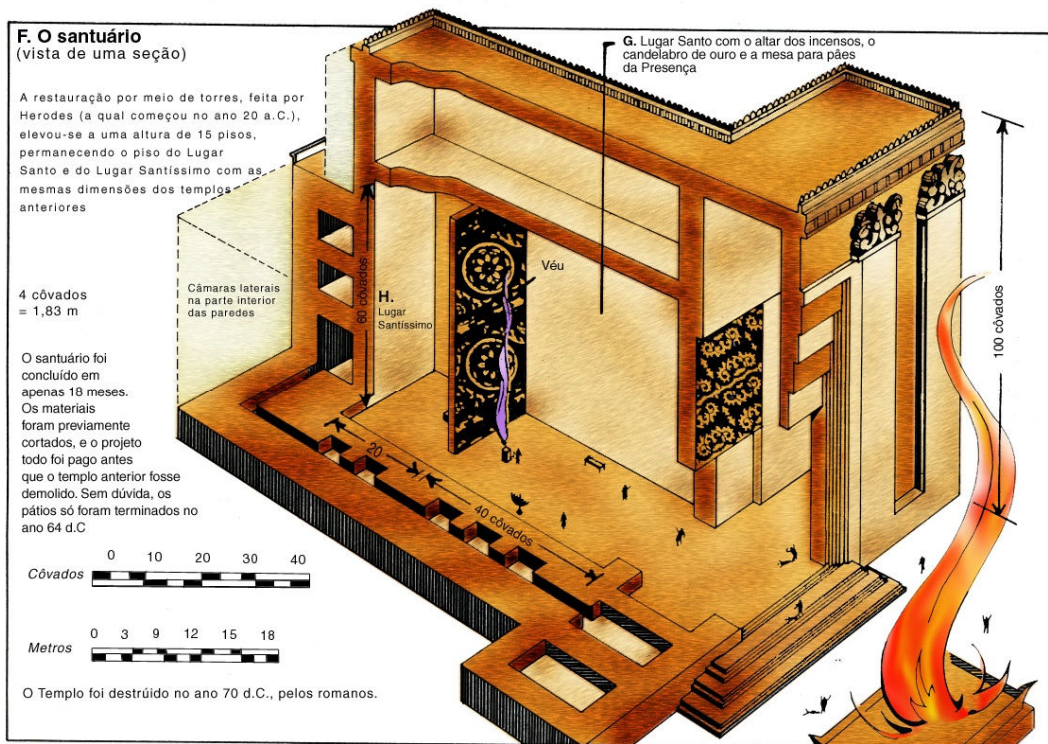 F. O santuário
(vista de uma seção)
A restauração por meio de torres, feita por
Herodes (a qual começou no ano 20 a.C.),
elevou-se a uma altura de 15 pisos,
permanecendo o piso do Lugar
Santo e do Lugar Santíssimo com as
mesmas dimensões dos templos
anteriores
G. Lugar Santo com o altar dos incensos, o
candelabro de ouro e a mesa para pães
da Presença
Véu
Câmaras laterais
na parte interior
das paredes
60 côvados
H.
Lugar
Santíssimo
100 côvados
4 côvados
= 1,83 m
O santuário foi
concluído em
apenas 18 meses.
Os materiais
foram previamente
cortados, e o projeto
todo foi pago antes
que o templo anterior fosse
demolido. Sem dúvida, os
pátios só foram terminados no
ano 64 d.C
20
40 côvados
0 10 20 30 40
Côvados
0 3 6 9 12 15 18
Metros
O Templo foi destrúido no ano 70 d.C., pelos romanos.